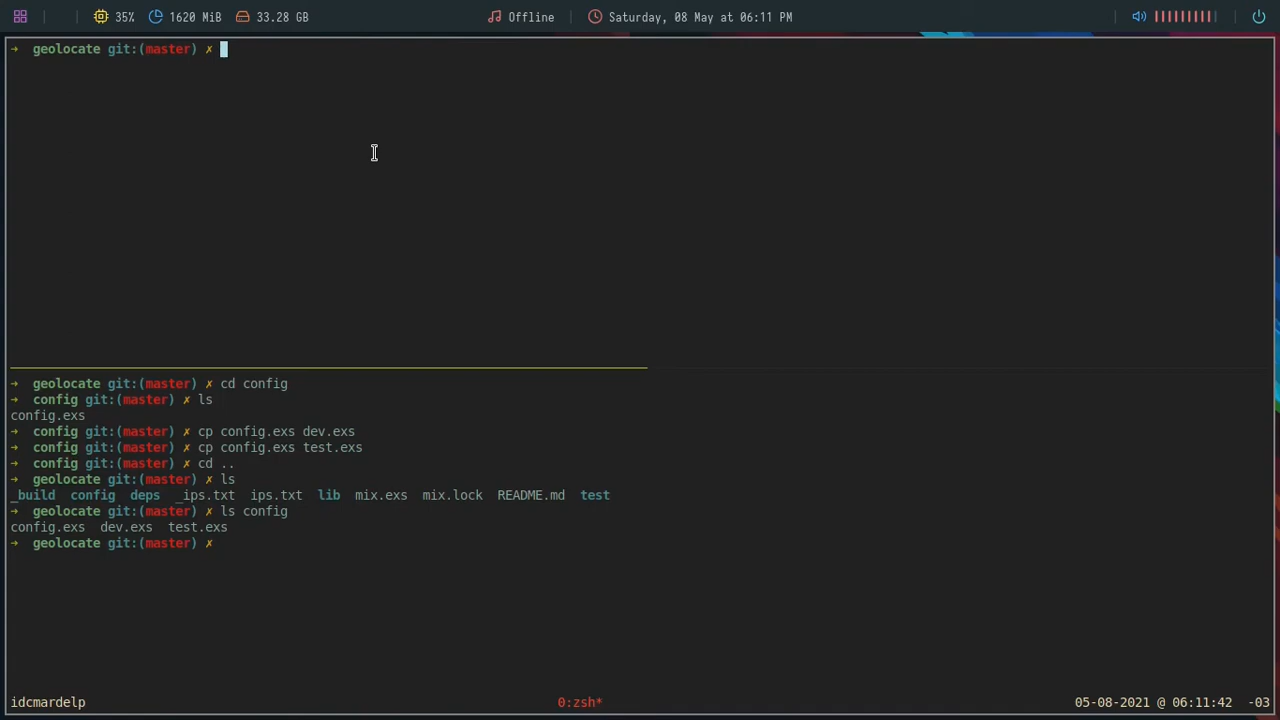 35% 1620 MiB 33.28 GB Offline Saturday, 08 May at 06:11 PM
→ geolocate git:(master) ✗
→ geolocate git:(master) ✗ cd config
→ config git:(master) ✗ ls
config.exs
→ config git:(master) ✗ cp config.exs dev.exs
→ config git:(master) ✗ cp config.exs test.exs
→ config git:(master) ✗ cd ..
→ geolocate git:(master) ✗ ls
_build config deps _ips.txt ips.txt lib mix.exs mix.lock README.md test
→ geolocate git:(master) ✗ ls config
config.exs dev.exs test.exs
→ geolocate git:(master) ✗
idcmardelp 0:zsh* 05-08-2021 @ 06:11:42 -03